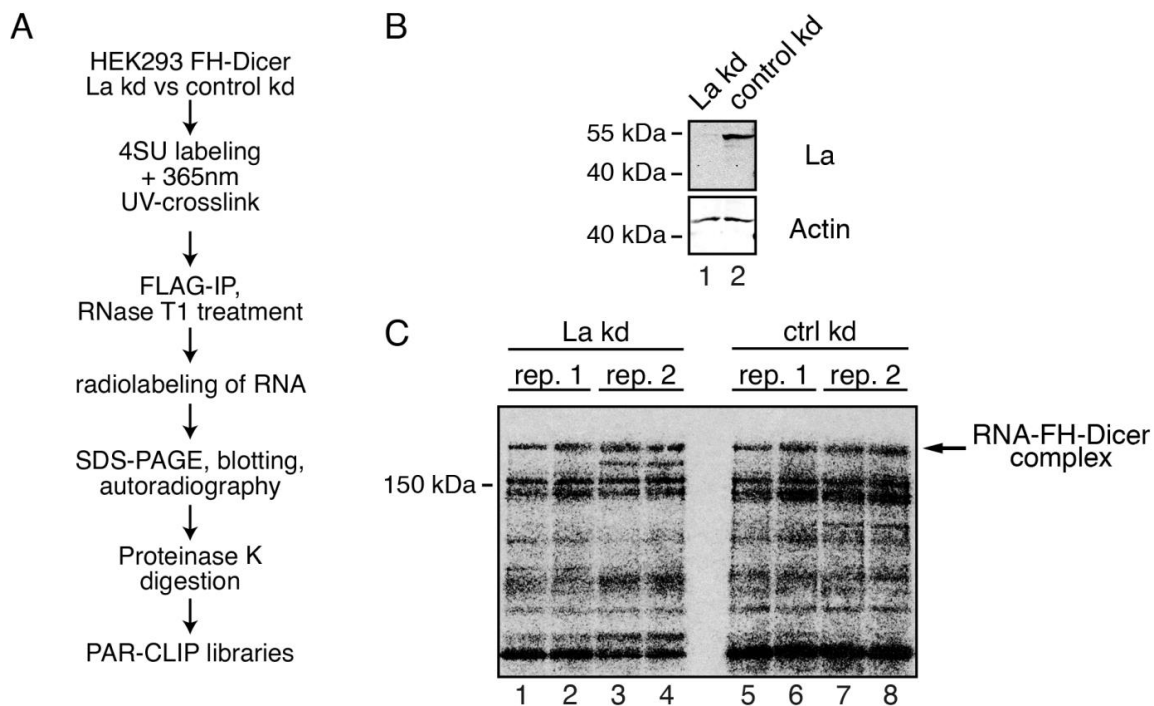 A
HEK293 FH-Dicer
La kd vs control kd
4SU labeling
+ 365nm
UV-crosslink
FLAG-IP,
RNase T1 treatment
radiolabeling of RNA
SDS-PAGE, blotting,
autoradiography
Proteinase K
digestion
PAR-CLIP libraries
B
La kd
control kd
55 kDa
40 kDa
La
40 kDa
Actin
1 2
C
La kd ctrl kd
rep. 1 rep. 2 rep. 1 rep. 2
RNA-FH-Dicer
complex
150 kDa
1 2 3 4 5 6 7 8